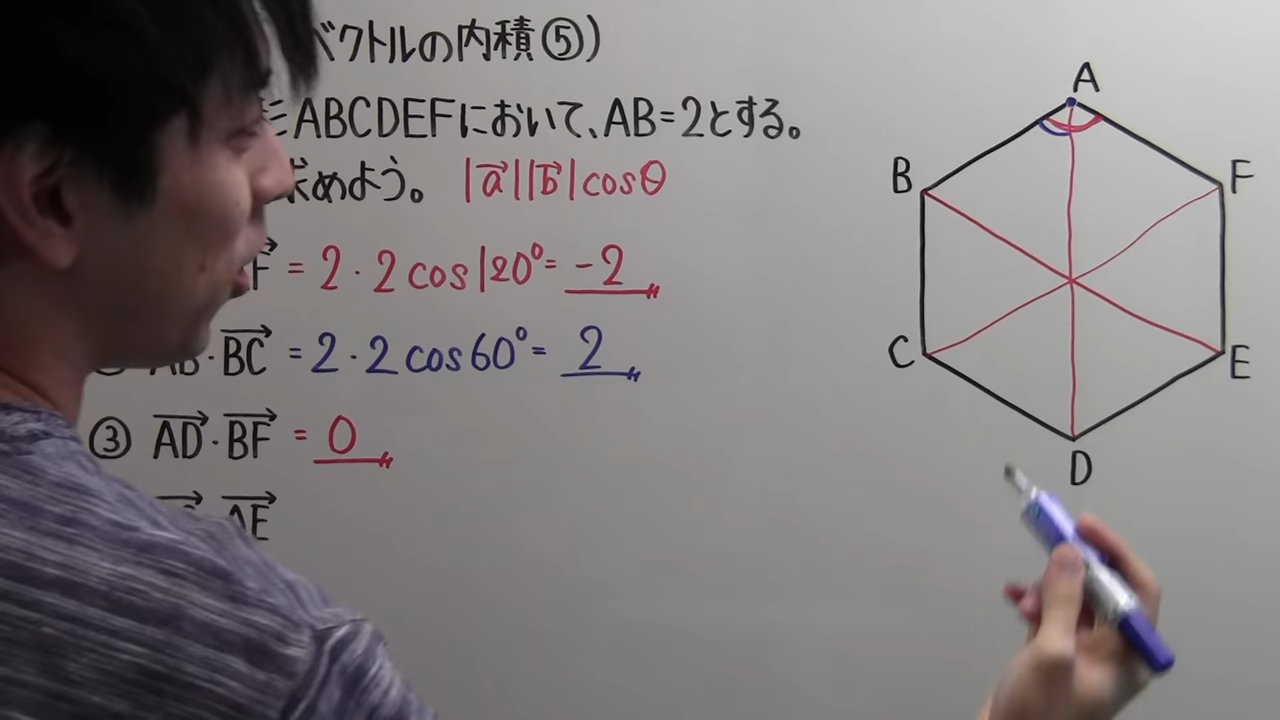 ベクトルの内積⑤)
ABCDEFにおいて、AB=2とする。
求めよう。 |a→||b→|cosθ
F→ = 2・2cos120°= -2
AB→・BC→ = 2・2cos60°= 2
③ AD→・BF→ = 0
AE→
A
B
F
C
E
D